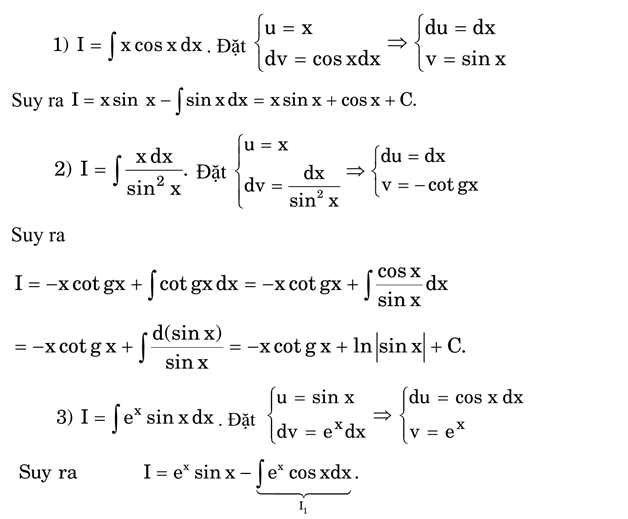 1) I = ∫ x cos x dx . Đặt { u = x ; dv = cos xdx ⇒ { du = dx ; v = sin x
Suy ra I = x sin x − ∫ sin x dx = x sin x + cos x + C.
2) I = ∫ x dx / sin² x . Đặt { u = x ; dv = dx / sin² x ⇒ { du = dx ; v = −cot gx
Suy ra
I = −x cot gx + ∫ cot gx dx = −x cot gx + ∫ cos x / sin x dx
= −x cot g x + ∫ d(sin x) / sin x = −x cot g x + ln|sin x| + C.
3) I = ∫ eˣ sin x dx . Đặt { u = sin x ; dv = eˣdx ⇒ { du = cos x dx ; v = eˣ
Suy ra I = eˣ sin x − ∫ eˣ cos xdx .
I₁